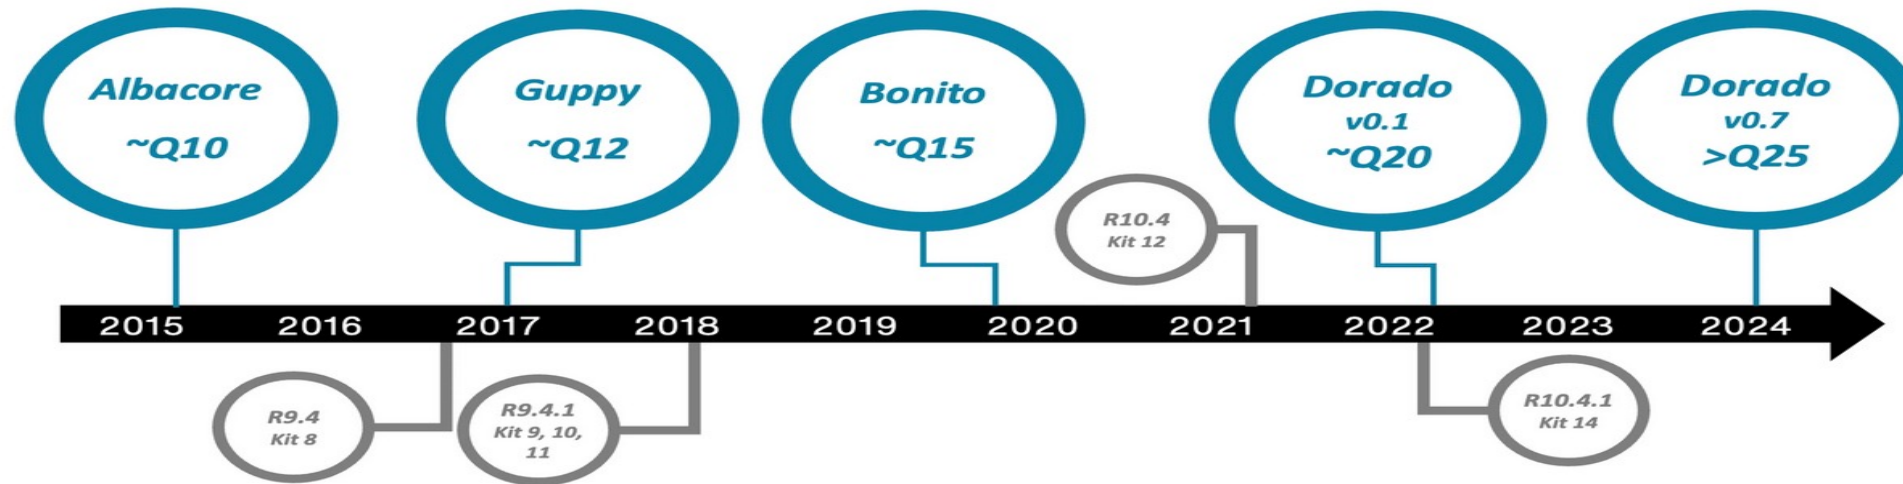 Albacore
~Q10
Guppy
~Q12
Bonito
~Q15
Dorado
v0.1
~Q20
Dorado
v0.7
>Q25
R10.4
Kit 12
2015 2016 2017 2018 2019 2020 2021 2022 2023 2024
R9.4
Kit 8
R9.4.1
Kit 9, 10,
11
R10.4.1
Kit 14